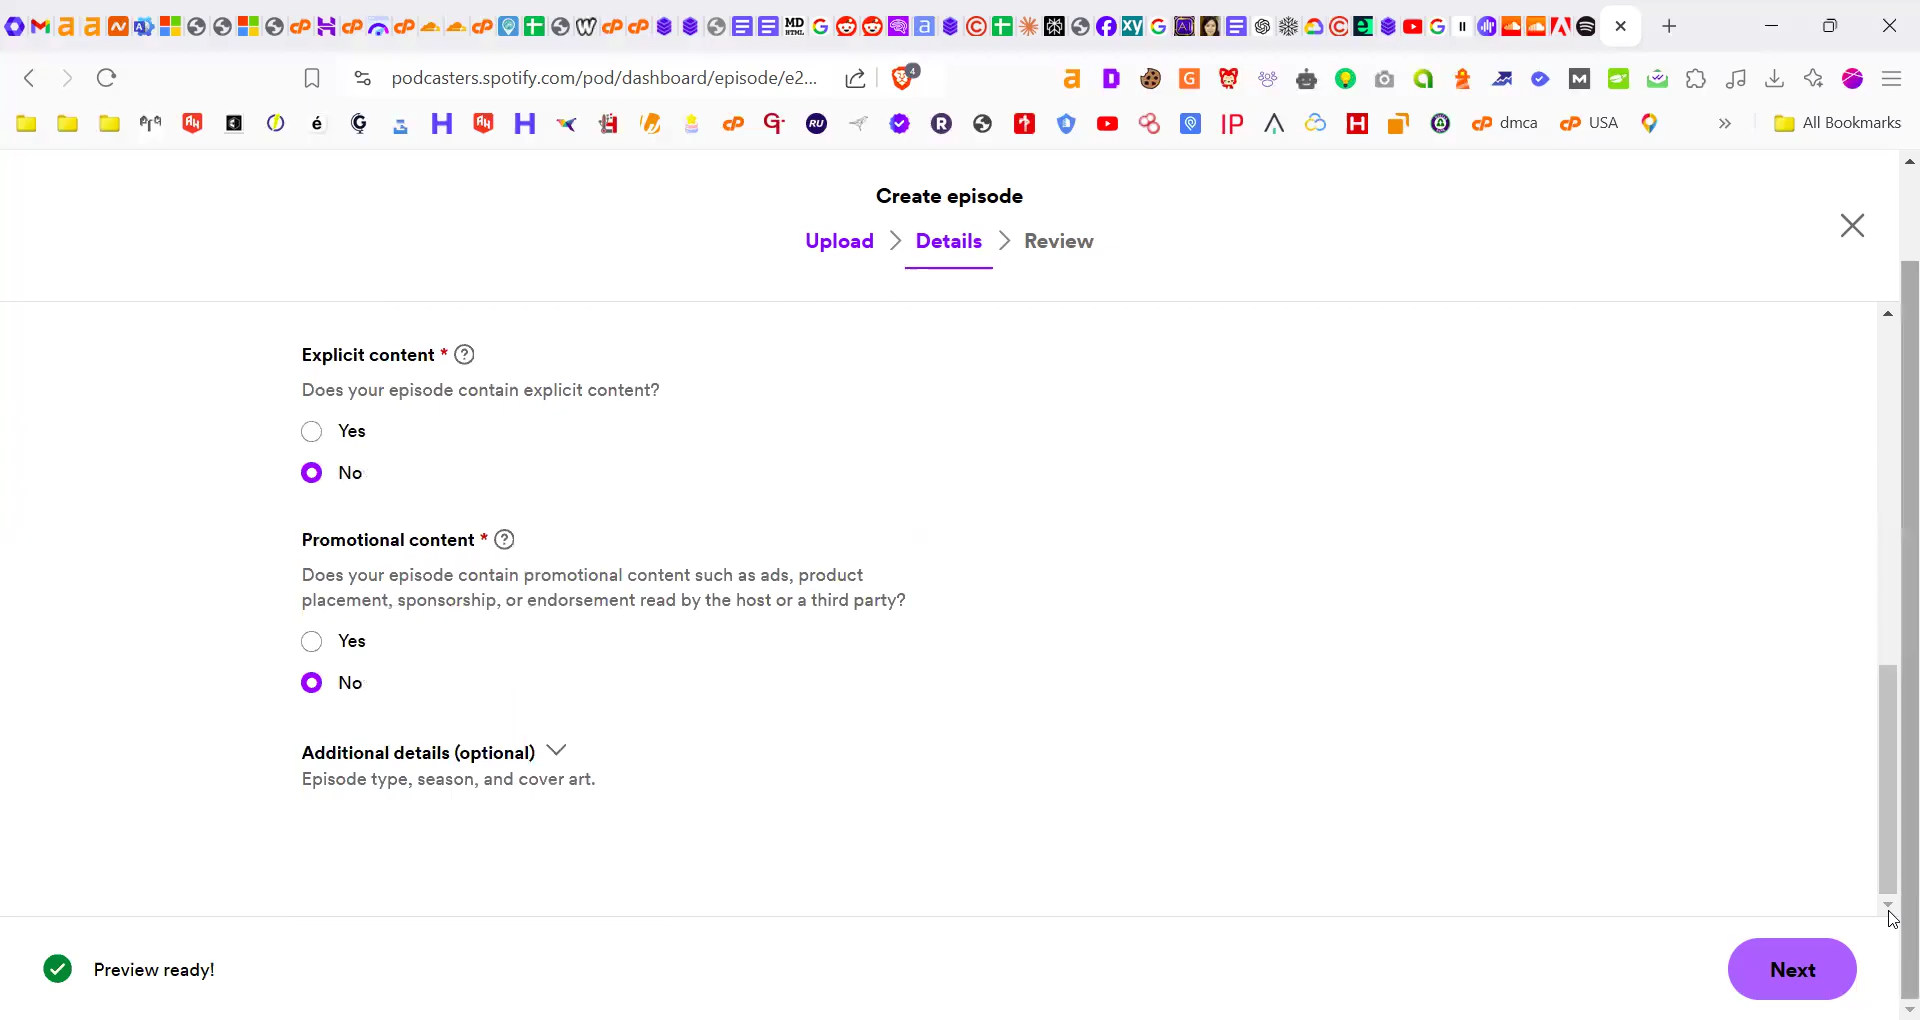 podcasters.spotify.com/pod/dashboard/episode/e2...
4
dmca
USA
All Bookmarks
Create episode
Upload > Details > Review
Explicit content * ?
Does your episode contain explicit content?
Yes
No
Promotional content * ?
Does your episode contain promotional content such as ads, product
placement, sponsorship, or endorsement read by the host or a third party?
Yes
No
Additional details (optional)
Episode type, season, and cover art.
Preview ready!
Next